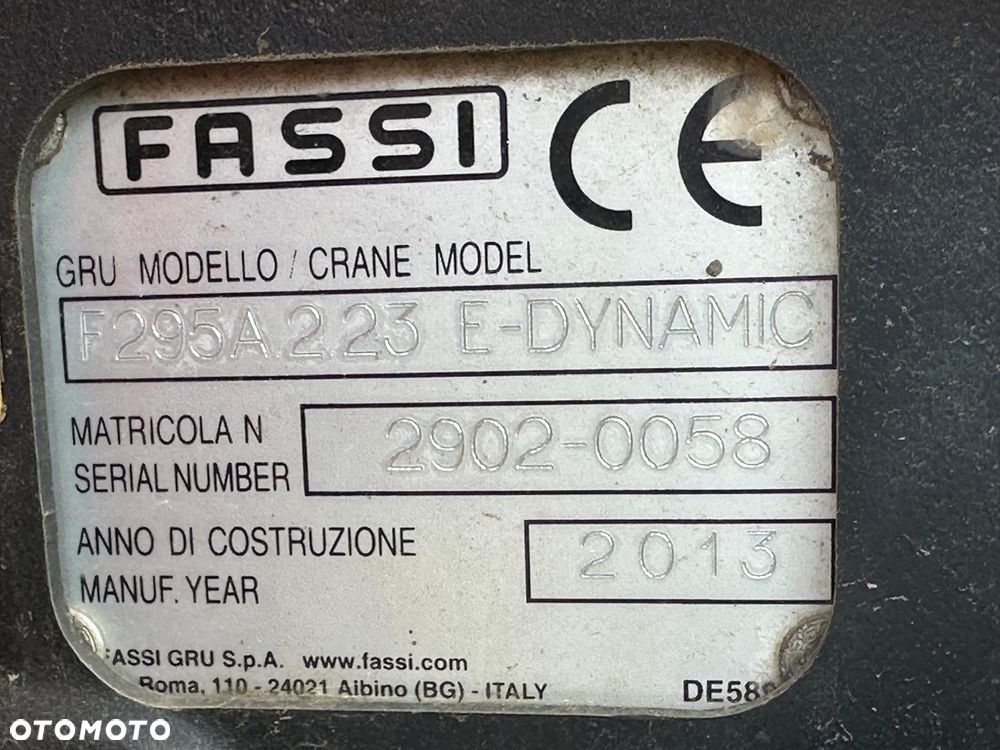 FASSI CE
GRU MODELLO / CRANE MODEL
F295A.2.23 E-DYNAMIC
MATRICOLA N
SERIAL NUMBER
2902-0058
ANNO DI COSTRUZIONE
MANUF. YEAR
2013
FASSI GRU S.p.A. www.fassi.com
Roma, 110 - 24021 Albino (BG) - ITALY
OTOMOTO